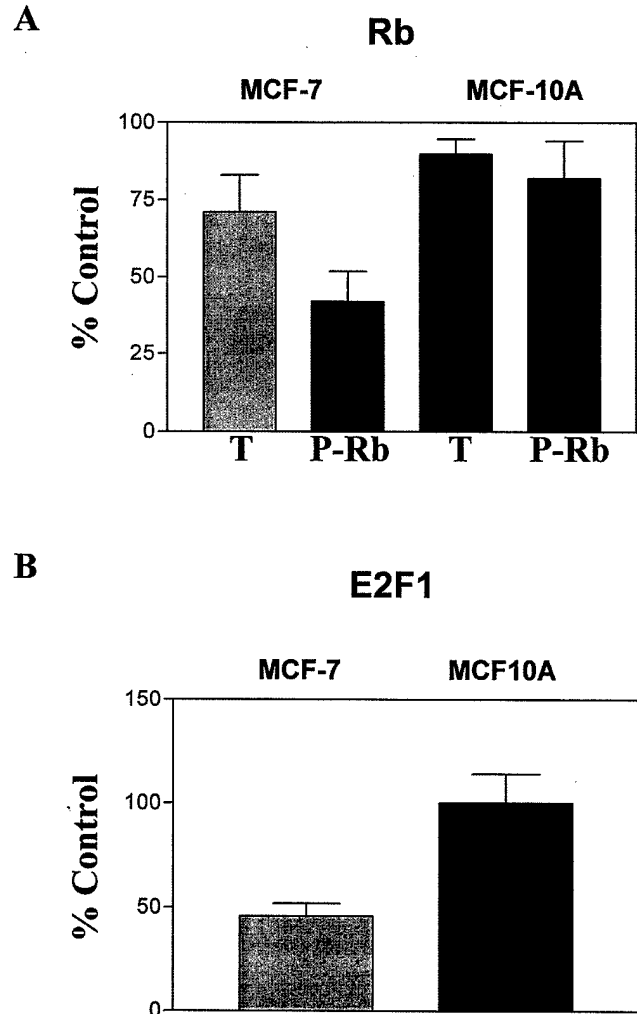 A
Rb
MCF-7 MCF-10A
% Control
100
75
50
25
0
T P-Rb T P-Rb
B
E2F1
MCF-7 MCF10A
% Control
150
100
50
0